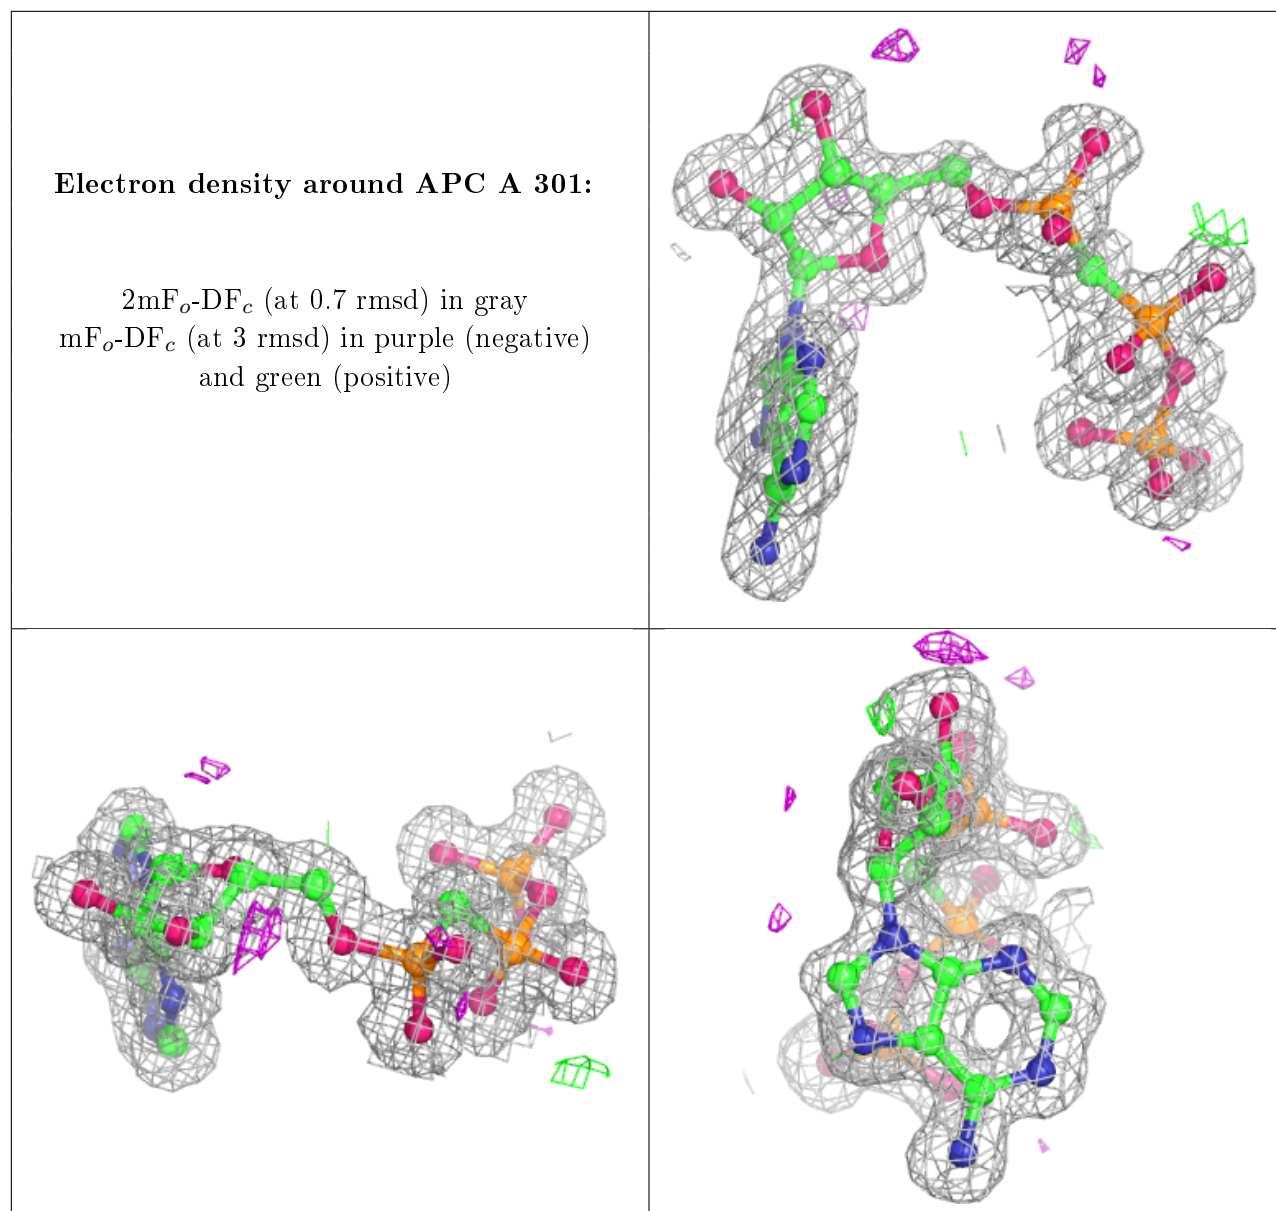 Electron density around APC A 301:
2mFo-DFc (at 0.7 rmsd) in gray
mFo-DFc (at 3 rmsd) in purple (negative)
and green (positive)